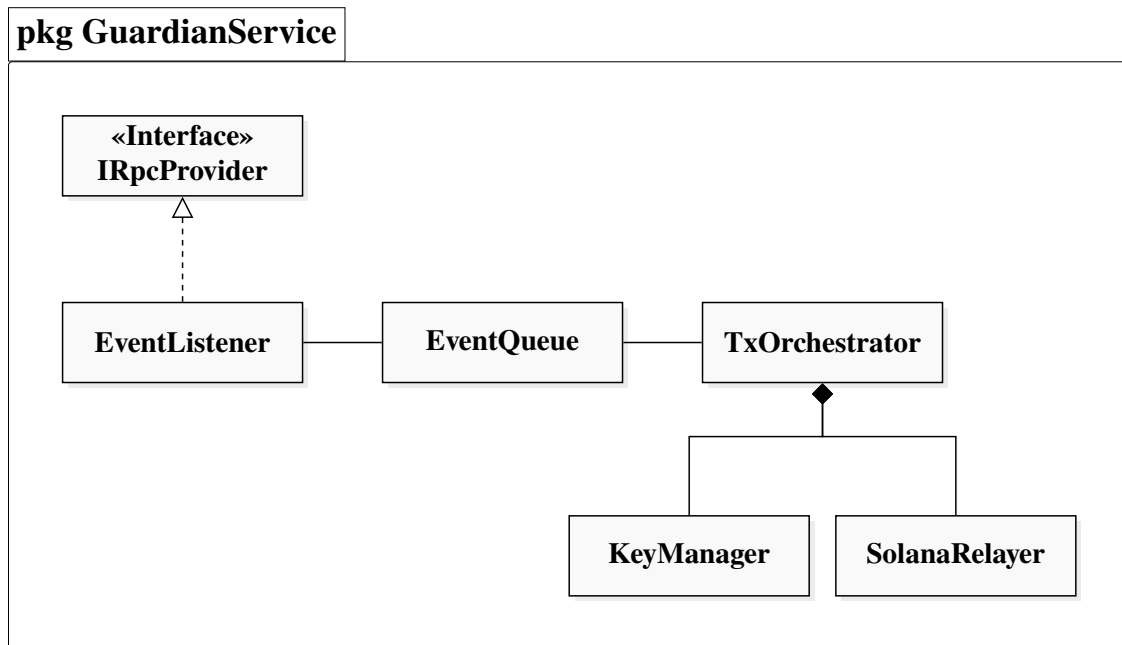 pkg GuardianService
«Interface»
IRpcProvider
EventListener
EventQueue
TxOrchestrator
KeyManager
SolanaRelayer